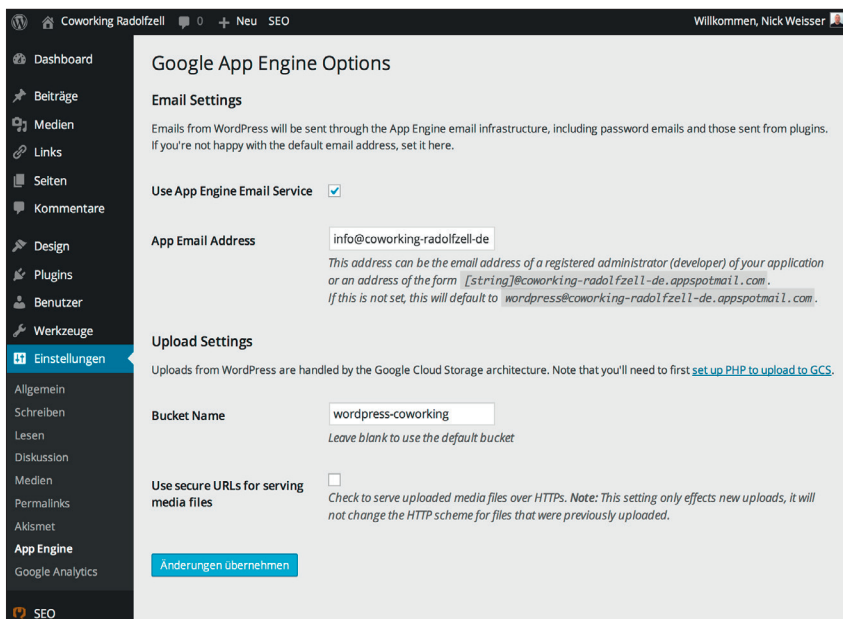 Coworking Radolfzell 0 + Neu SEO Willkommen, Nick Weisser
Dashboard
Beiträge
Medien
Links
Seiten
Kommentare
Design
Plugins
Benutzer
Werkzeuge
Einstellungen
Allgemein
Schreiben
Lesen
Diskussion
Medien
Permalinks
Akismet
App Engine
Google Analytics
SEO
Google App Engine Options
Email Settings
Emails from WordPress will be sent through the App Engine email infrastructure, including password emails and those sent from plugins.
If you're not happy with the default email address, set it here.
Use App Engine Email Service
App Email Address info@coworking-radolfzell-de
This address can be the email address of a registered administrator (developer) of your application
or an address of the form [string]@coworking-radolfzell-de.appspotmail.com.
If this is not set, this will default to wordpress@coworking-radolfzell-de.appspotmail.com.
Upload Settings
Uploads from WordPress are handled by the Google Cloud Storage architecture. Note that you'll need to first set up PHP to upload to GCS.
Bucket Name wordpress-coworking
Leave blank to use the default bucket
Use secure URLs for serving
media files
Check to serve uploaded media files over HTTPs. Note: This setting only effects new uploads, it will
not change the HTTP scheme for files that were previously uploaded.
Änderungen übernehmen